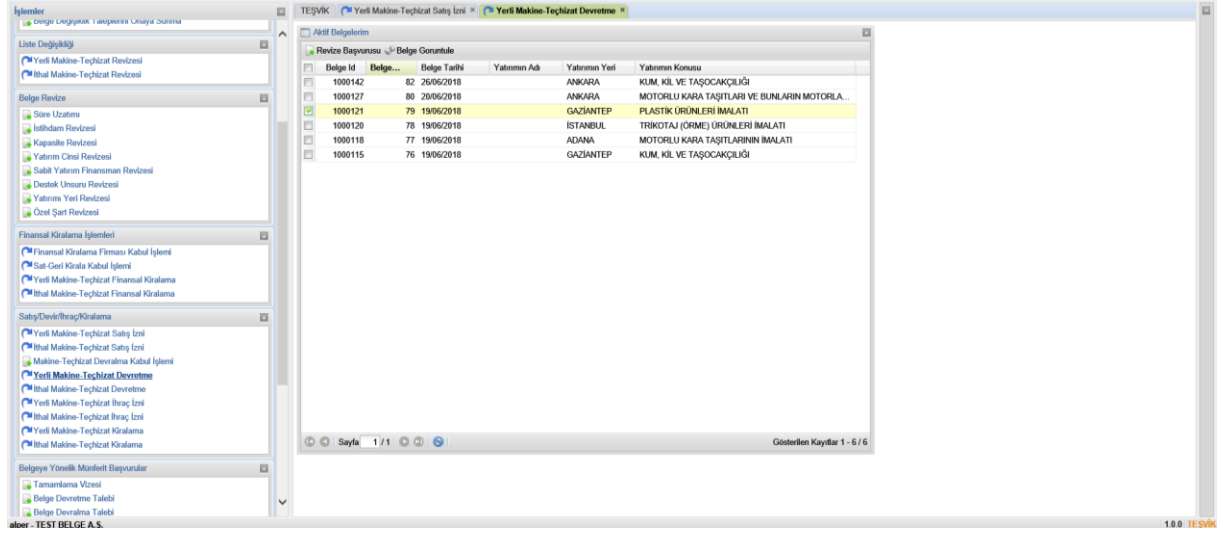 İşlemler
Belge Değişiklik Taleplerini Onaya Sunma
Liste Değişikliği
Yerli Makine-Teçhizat Revizesi
İthal Makine-Teçhizat Revizesi
Belge Revize
Süre Uzatımı
İstihdam Revizesi
Kapasite Revizesi
Yatırım Cinsi Revizesi
Sabit Yatırım Finansman Revizesi
Destek Unsuru Revizesi
Yatırım Yeri Revizesi
Özel Şart Revizesi
Finansal Kiralama İşlemleri
Finansal Kiralama Firması Kabul İşlemi
Sat-Geri Kirala Kabul İşlemi
Yerli Makine-Teçhizat Finansal Kiralama
İthal Makine-Teçhizat Finansal Kiralama
Satış/Devir/İhraç/Kiralama
Yerli Makine-Teçhizat Satış İzni
İthal Makine-Teçhizat Satış İzni
Makine-Teçhizat Devralma Kabul İşlemi
Yerli Makine-Teçhizat Devretme
İthal Makine-Teçhizat Devretme
Yerli Makine-Teçhizat İhraç İzni
İthal Makine-Teçhizat İhraç İzni
Yerli Makine-Teçhizat Kiralama
İthal Makine-Teçhizat Kiralama
Belgeye Yönelik Münferit Başvurular
Tamamlama Vizesi
Belge Devretme Talebi
Belge Devralma Talebi
TEŞVİK Yerli Makine-Teçhizat Satış İzni × Yerli Makine-Teçhizat Devretme ×
Aktif Belgelerim
Revize Başvurusu Belge Goruntule
Belge Id Belge... Belge Tarihi Yatırımın Adı Yatırımın Yeri Yatırımın Konusu
1000142 82 26/06/2018 ANKARA KUM, KİL VE TAŞOCAKÇILIĞI
1000127 80 20/06/2018 ANKARA MOTORLU KARA TAŞITLARI VE BUNLARIN MOTORLA...
1000121 79 19/06/2018 GAZİANTEP PLASTİK ÜRÜNLERİ İMALATI
1000120 78 19/06/2018 İSTANBUL TRİKOTAJ (ÖRME) ÜRÜNLERİ İMALATI
1000118 77 19/06/2018 ADANA MOTORLU KARA TAŞITLARININ İMALATI
1000115 76 19/06/2018 GAZİANTEP KUM, KİL VE TAŞOCAKÇILIĞI
Sayfa 1 / 1 Gösterilen Kayıtlar 1 - 6 / 6
alper - TEST BELGE A.Ş. 1.0.0 TEŞVİK